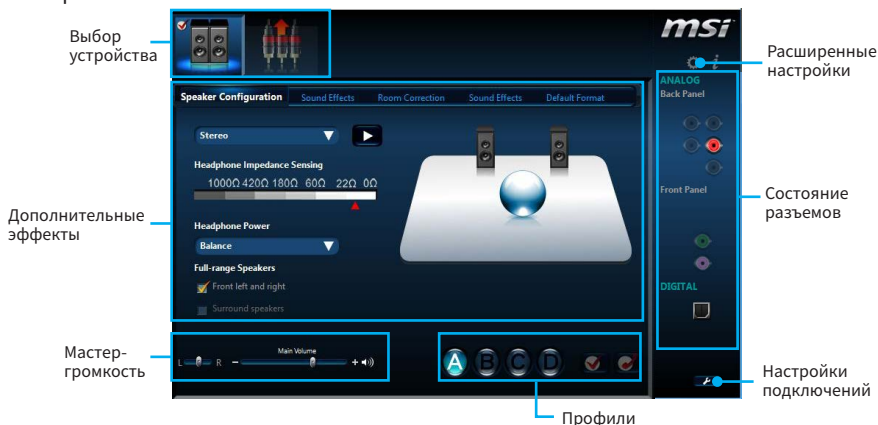 Выбор
устройства
msi
i
Расширенные
настройки
ANALOG
Back Panel
Speaker Configuration
Sound Effects
Room Correction
Sound Effects
Default Format
Stereo
Headphone Impedance Sensing
1000Ω 420Ω 180Ω 60Ω 22Ω 0Ω
Headphone Power
Balance
Full-range Speakers
Front left and right
Surround speakers
Дополнительные
эффекты
Front Panel
Состояние
разъемов
DIGITAL
Мастер-
громкость
L
R
Main Volume
- +
A B C D
Настройки
подключений
Профили